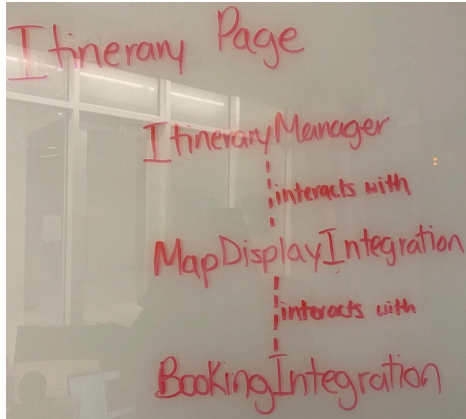 Itinerary Page
ItineraryManager
interacts with
MapDisplayIntegration
interacts with
BookingIntegration